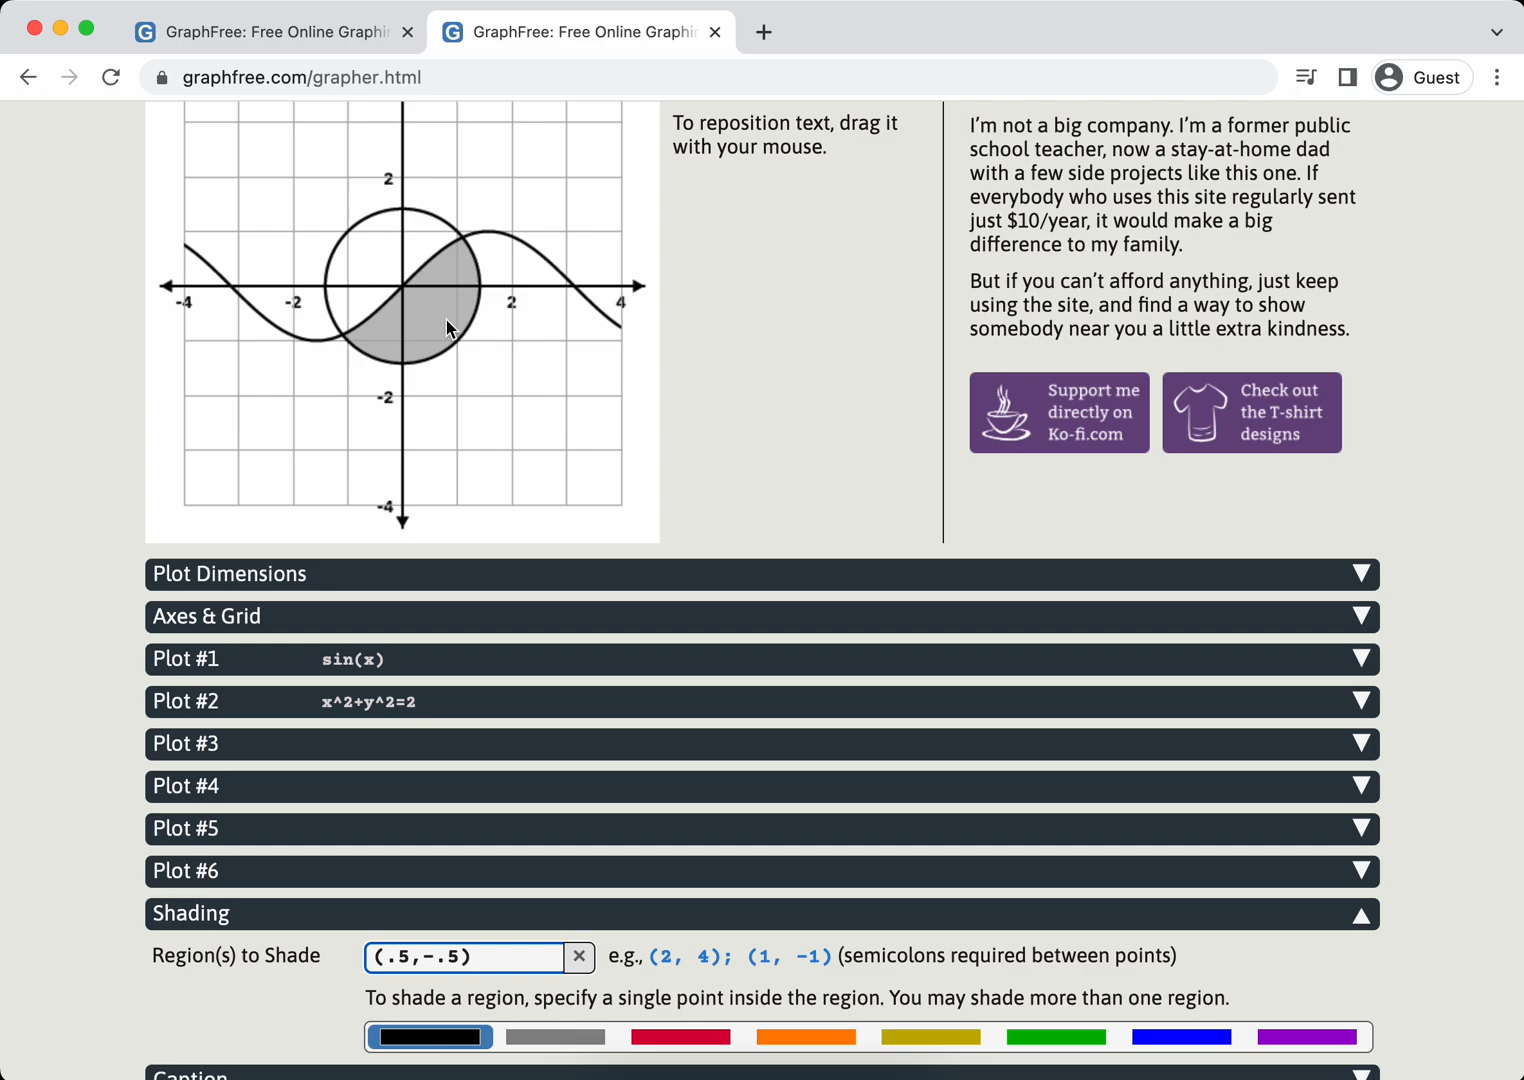 GraphFree: Free Online Graphi
GraphFree: Free Online Graphi
graphfree.com/grapher.html
Guest
To reposition text, drag it
with your mouse.
I'm not a big company. I'm a former public
school teacher, now a stay-at-home dad
with a few side projects like this one. If
everybody who uses this site regularly sent
just $10/year, it would make a big
difference to my family.
But if you can't afford anything, just keep
using the site, and find a way to show
somebody near you a little extra kindness.
Support me
directly on
Ko-fi.com
Check out
the T-shirt
designs
2
-4
-2
2
4
-2
-4
Plot Dimensions
Axes & Grid
Plot #1 sin(x)
Plot #2 x^2+y^2=2
Plot #3
Plot #4
Plot #5
Plot #6
Shading
Region(s) to Shade (.5,-.5) e.g., (2, 4); (1, -1) (semicolons required between points)
To shade a region, specify a single point inside the region. You may shade more than one region.
Caption